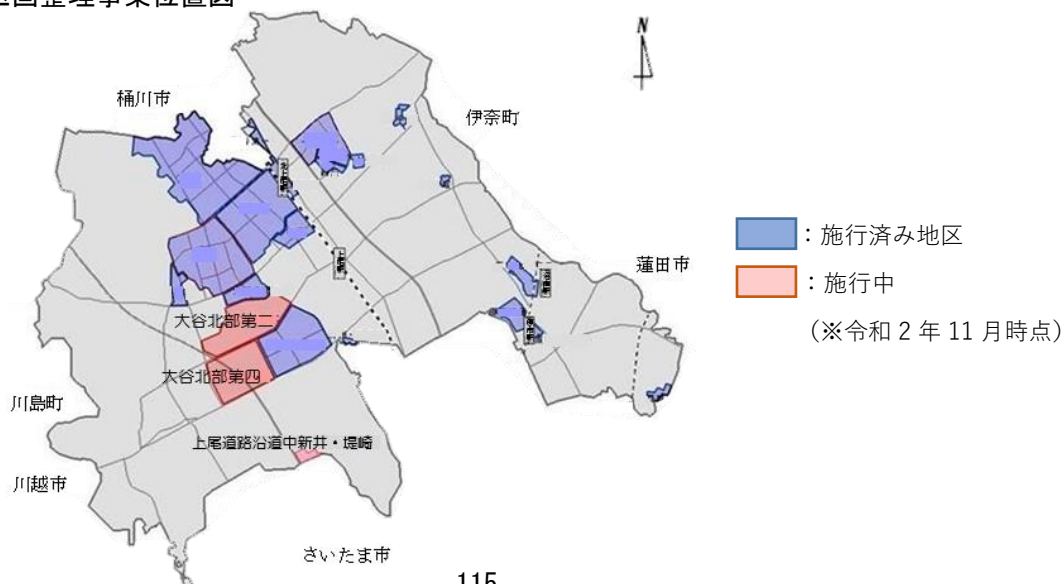 画整理事業位置図
N
桶川市
伊奈町
蓮田市
：施行済み地区
：施行中
(※令和 2 年 11 月時点)
大谷北部第二
大谷北部第四
川島町
上尾道路沿道中新井・堤崎
川越市
さいたま市
115